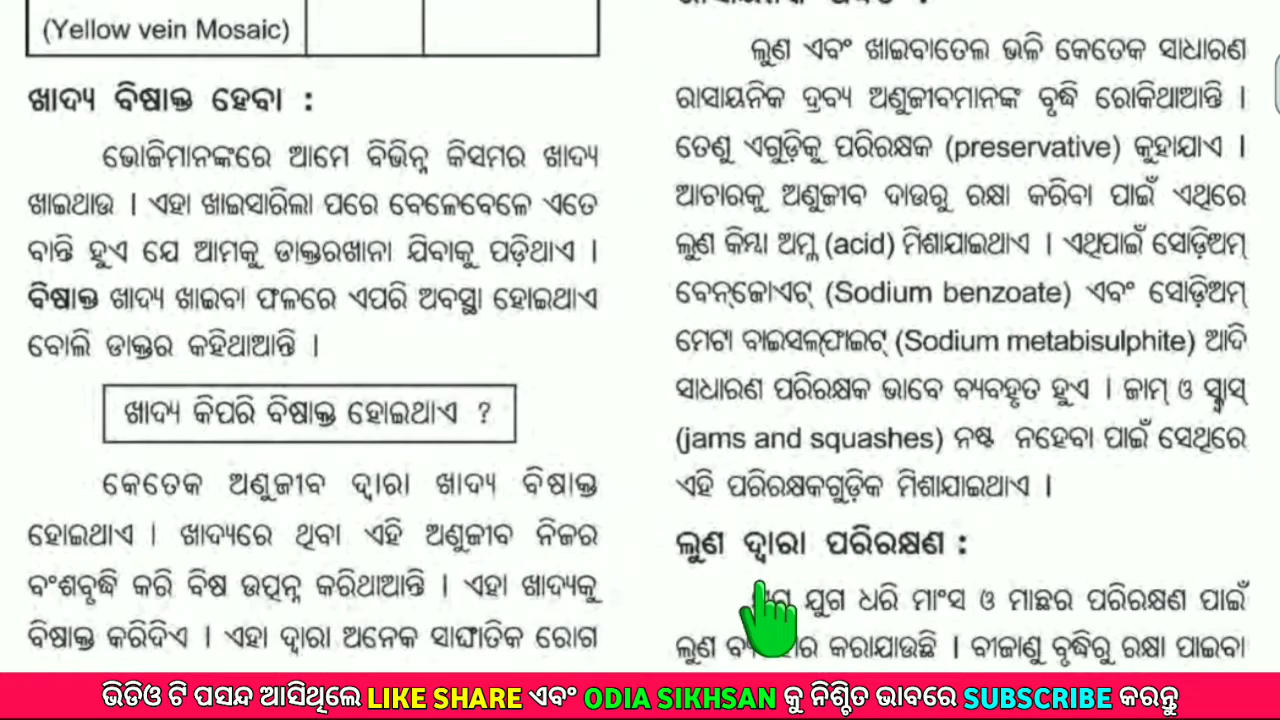 (Yellow vein Mosaic)
ଖାଦ୍ୟ ବିଷାକ୍ତ ହେବା :
ଭୋଜିମାନଙ୍କରେ ଆମେ ବିଭିନ୍ନ କିସମର ଖାଦ୍ୟ
ଖାଇଥାଉ । ଏହା ଖାଇସାରିଲା ପରେ ବେଳେବେଳେ ଏତେ
ବାନ୍ତି ହୁଏ ଯେ ଆମକୁ ଡାକ୍ତରଖାନା ଯିବାକୁ ପଡ଼ିଥାଏ ।
ବିଷାକ୍ତ ଖାଦ୍ୟ ଖାଇବା ଫଳରେ ଏପରି ଅବସ୍ଥା ହୋଇଥାଏ
ବୋଲି ଡାକ୍ତର କହିଥାଆନ୍ତି ।
ଖାଦ୍ୟ କିପରି ବିଷାକ୍ତ ହୋଇଥାଏ ?
କେତେକ ଅଣୁଜୀବ ଦ୍ୱାରା ଖାଦ୍ୟ ବିଷାକ୍ତ
ହୋଇଥାଏ । ଖାଦ୍ୟରେ ଥିବା ଏହି ଅଣୁଜୀବ ନିଜର
ବଂଶବୃଦ୍ଧି କରି ବିଷ ଉତ୍ପନ୍ନ କରିଥାଆନ୍ତି । ଏହା ଖାଦ୍ୟକୁ
ବିଷାକ୍ତ କରିଦିଏ । ଏହା ଦ୍ୱାରା ଅନେକ ସାଙ୍ଘାତିକ ରୋଗ
ଲୁଣ ଏବଂ ଖାଇବାତେଲ ଭଳି କେତେକ ସାଧାରଣ
ରାସାୟନିକ ଦ୍ରବ୍ୟ ଅଣୁଜୀବମାନଙ୍କ ବୃଦ୍ଧି ରୋକିଥାଆନ୍ତି ।
ତେଣୁ ଏଗୁଡ଼ିକୁ ପରିରକ୍ଷକ (preservative) କୁହାଯାଏ ।
ଆଚାରକୁ ଅଣୁଜୀବ ଦାଉରୁ ରକ୍ଷା କରିବା ପାଇଁ ଏଥିରେ
ଲୁଣ କିମ୍ବା ଅମ୍ଳ (acid) ମିଶାଯାଇଥାଏ । ଏଥିପାଇଁ ସୋଡ଼ିଅମ୍
ବେନ୍‌ଜୋଏଟ୍ (Sodium benzoate) ଏବଂ ସୋଡ଼ିଅମ୍
ମେଟା ବାଇସଲ୍‌ଫାଇଟ୍ (Sodium metabisulphite) ଆଦି
ସାଧାରଣ ପରିରକ୍ଷକ ଭାବେ ବ୍ୟବହୃତ ହୁଏ । ଜାମ୍ ଓ ସ୍କ୍ୱାସ୍
(jams and squashes) ନଷ୍ଟ ନହେବା ପାଇଁ ସେଥିରେ
ଏହି ପରିରକ୍ଷକଗୁଡ଼ିକ ମିଶାଯାଇଥାଏ ।
ଲୁଣ ଦ୍ୱାରା ପରିରକ୍ଷଣ :
ଯୁଗ ଧରି ମାଂସ ଓ ମାଛର ପରିରକ୍ଷଣ ପାଇଁ
ଲୁଣ କରାଯାଉଛି । ବୀଜାଣୁ ବୃଦ୍ଧିରୁ ରକ୍ଷା ପାଇବା
ଭିଡିଓ ଟି ପସନ୍ଦ ଆସିଥିଲେ LIKE SHARE ଏବଂ ODIA SIKHSAN କୁ ନିଶ୍ଚିତ ଭାବରେ SUBSCRIBE କରନ୍ତୁ